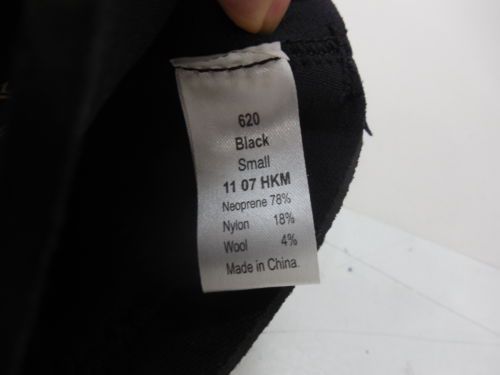 620
Black
Small
11 07 HKM
Neoprene 78%
Nylon 18%
Wool 4%
Made in China.